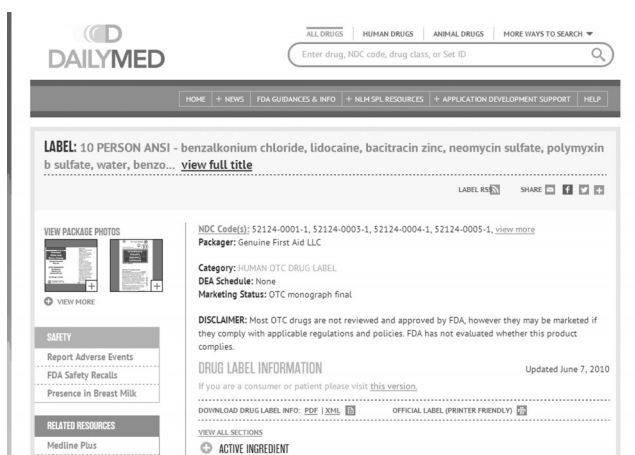 DAILYMED
ALL DRUGS HUMAN DRUGS ANIMAL DRUGS MORE WAYS TO SEARCH
Enter drug, NDC code, drug class, or Set ID
HOME + NEWS FDA GUIDANCES & INFO + NLM SPL RESOURCES + APPLICATION DEVELOPMENT SUPPORT HELP
LABEL: 10 PERSON ANSI - benzalkonium chloride, lidocaine, bacitracin zinc, neomycin sulfate, polymyxin
b sulfate, water, benzo... view full title
LABEL RSS SHARE
VIEW PACKAGE PHOTOS
VIEW MORE
SAFETY
Report Adverse Events
FDA Safety Recalls
Presence in Breast Milk
RELATED RESOURCES
Medline Plus
NDC Code(s): 52124-0001-1, 52124-0003-1, 52124-0004-1, 52124-0005-1, view more
Packager: Genuine First Aid LLC
Category: HUMAN OTC DRUG LABEL
DEA Schedule: None
Marketing Status: OTC monograph final
DISCLAIMER: Most OTC drugs are not reviewed and approved by FDA, however they may be marketed if
they comply with applicable regulations and policies. FDA has not evaluated whether this product
complies.
DRUG LABEL INFORMATION Updated June 7, 2010
If you are a consumer or patient please visit this version.
DOWNLOAD DRUG LABEL INFO: PDF | XML OFFICIAL LABEL (PRINTER FRIENDLY)
VIEW ALL SECTIONS
ACTIVE INGREDIENT